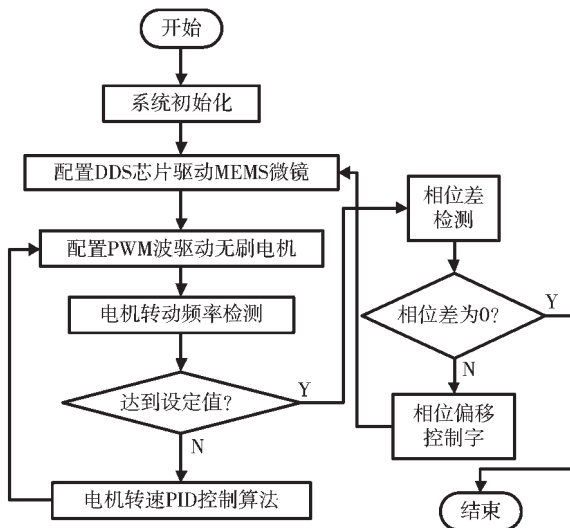 开始
系统初始化
配置DDS芯片驱动MEMS微镜
配置PWM波驱动无刷电机
电机转动频率检测
达到设定值?
Y
N
电机转速PID控制算法
相位差
检测
相位差为0?
Y
N
相位偏移
控制字
结束